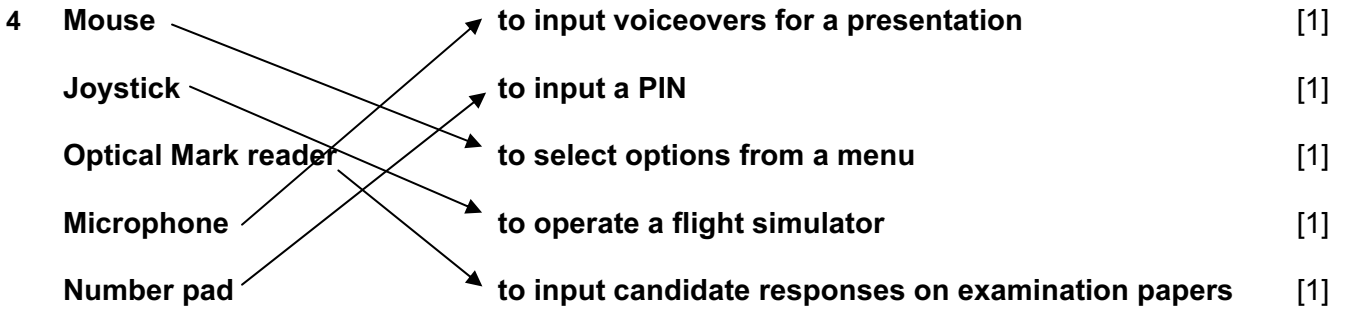 4 Mouse to input voiceovers for a presentation [1]
Joystick to input a PIN [1]
Optical Mark reader to select options from a menu [1]
Microphone to operate a flight simulator [1]
Number pad to input candidate responses on examination papers [1]